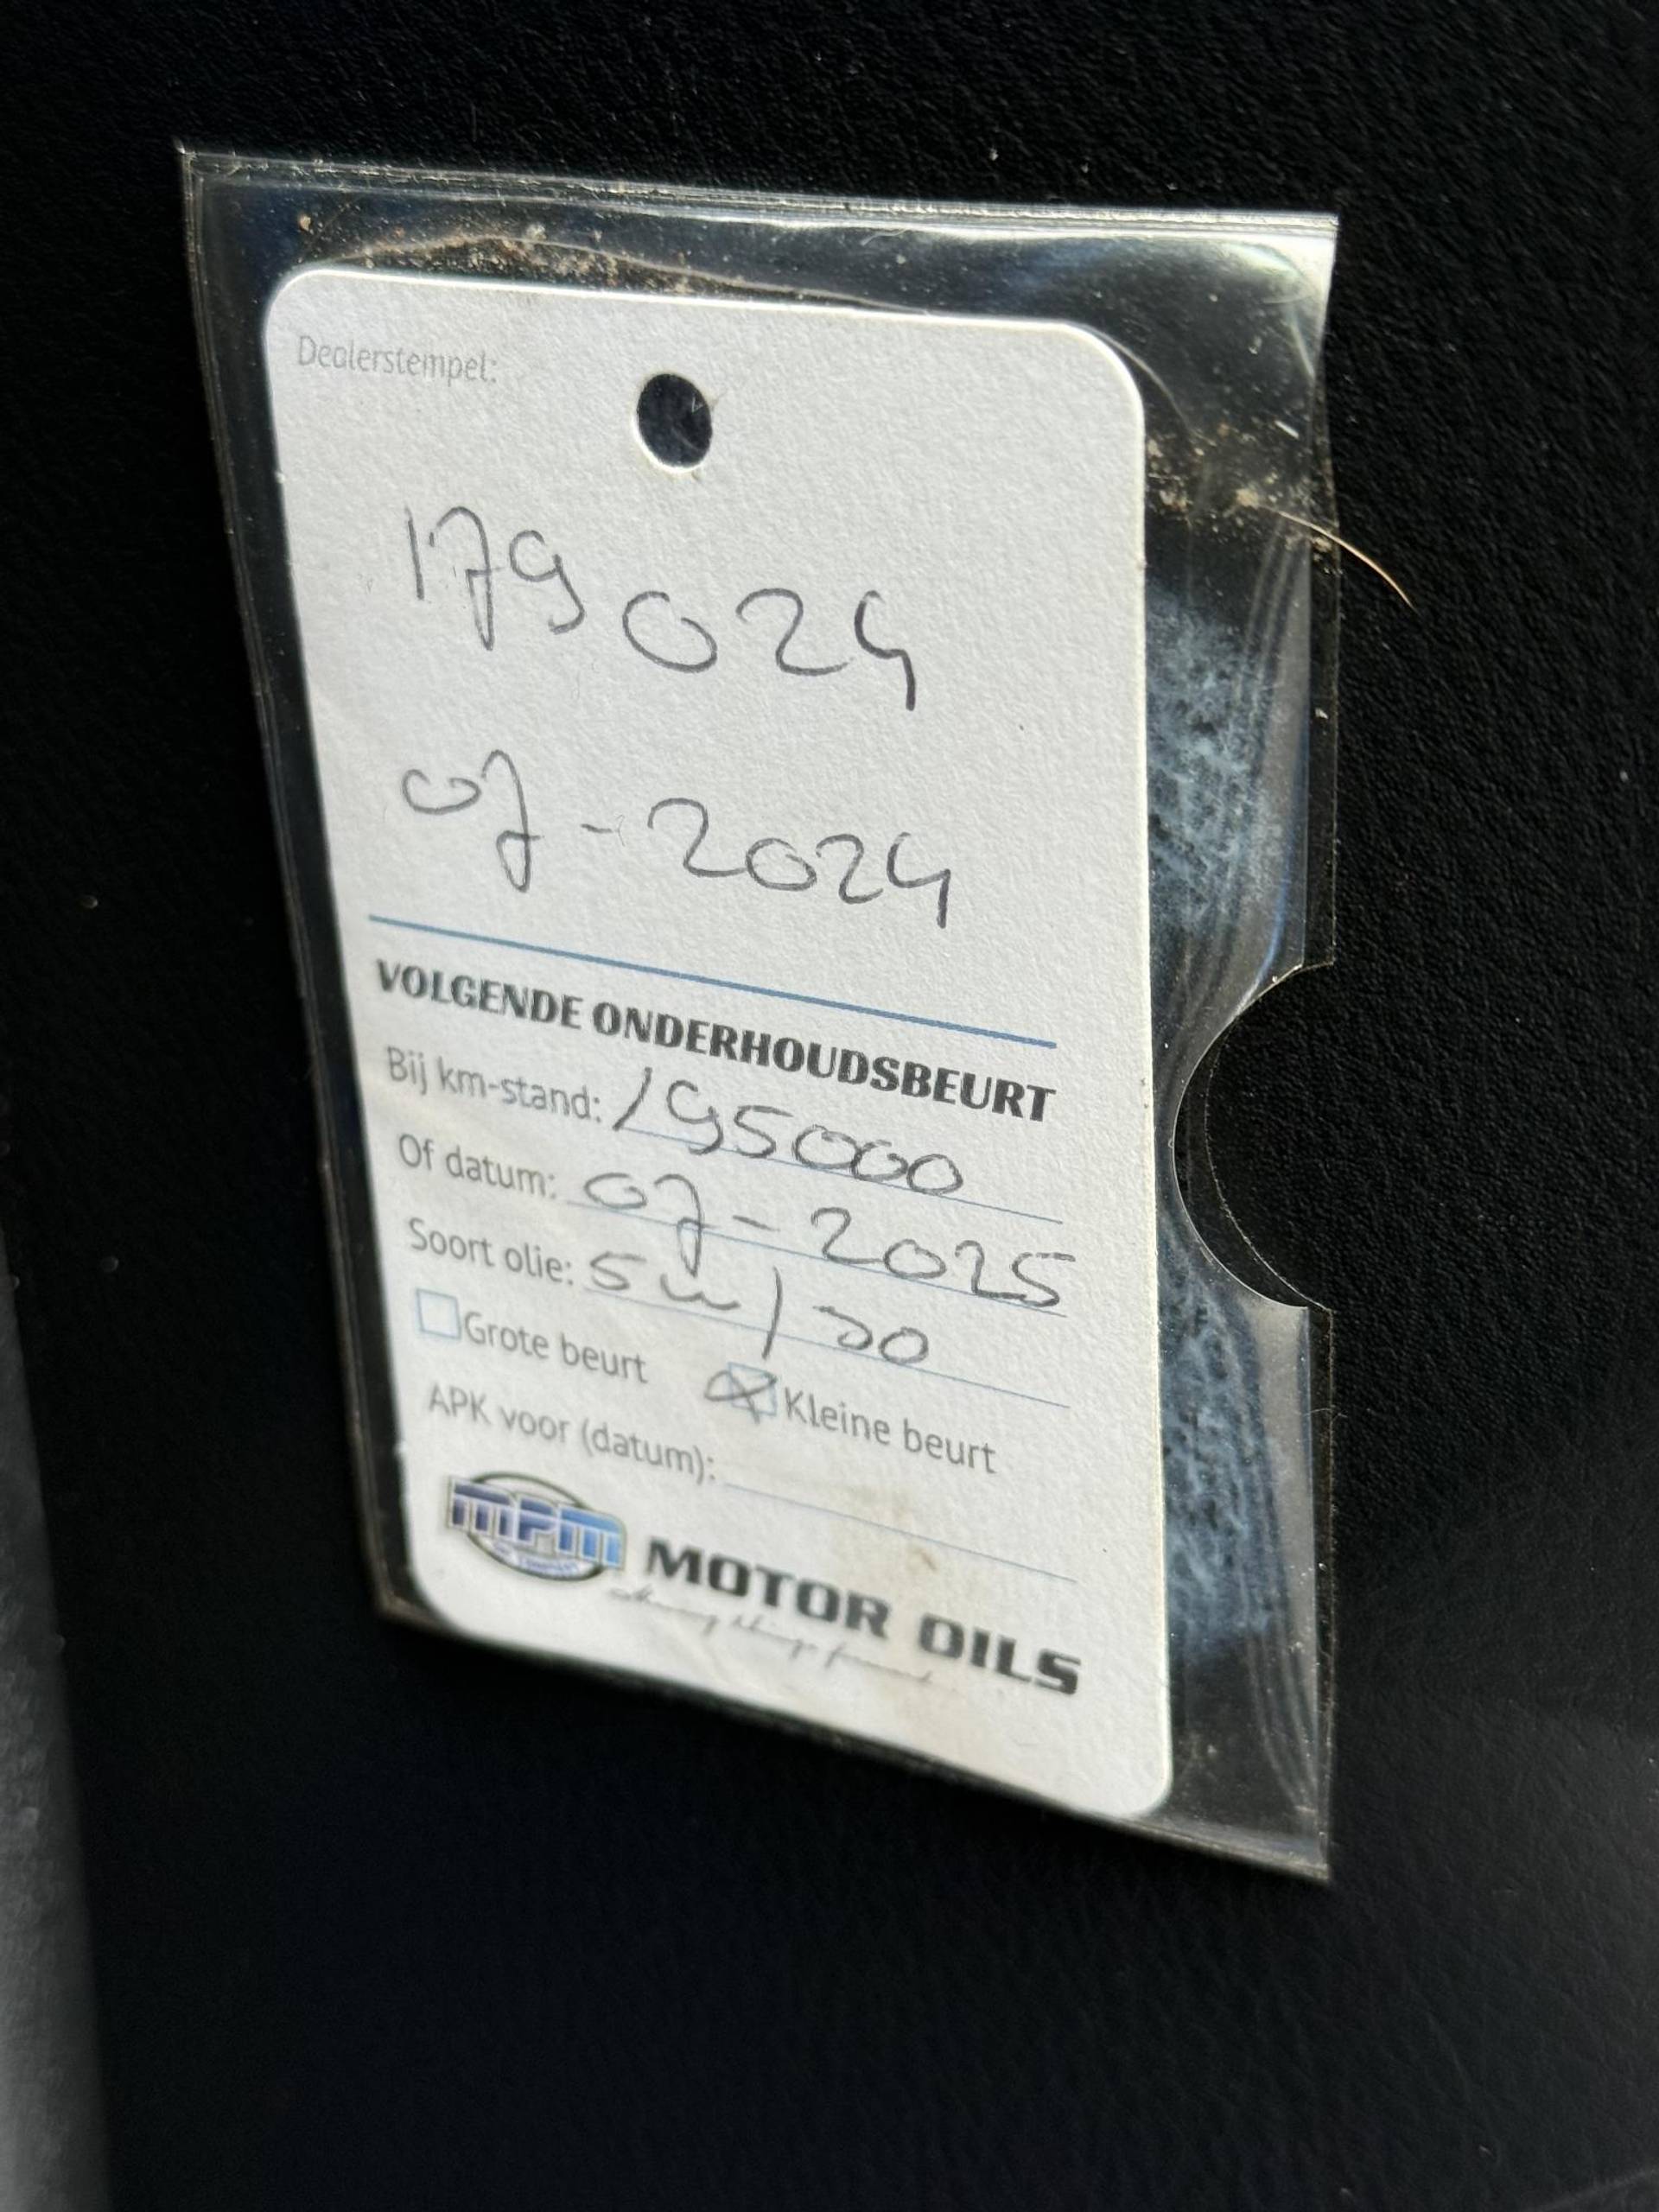 Dealerstempel:
179024
07-2024
VOLGENDE ONDERHOUDSBEURT
Bij km-stand: 195000
Of datum: 07-2025
Soort olie: 5w/30
Grote beurt Kleine beurt
APK voor (datum):
MPM MOTOR OILS